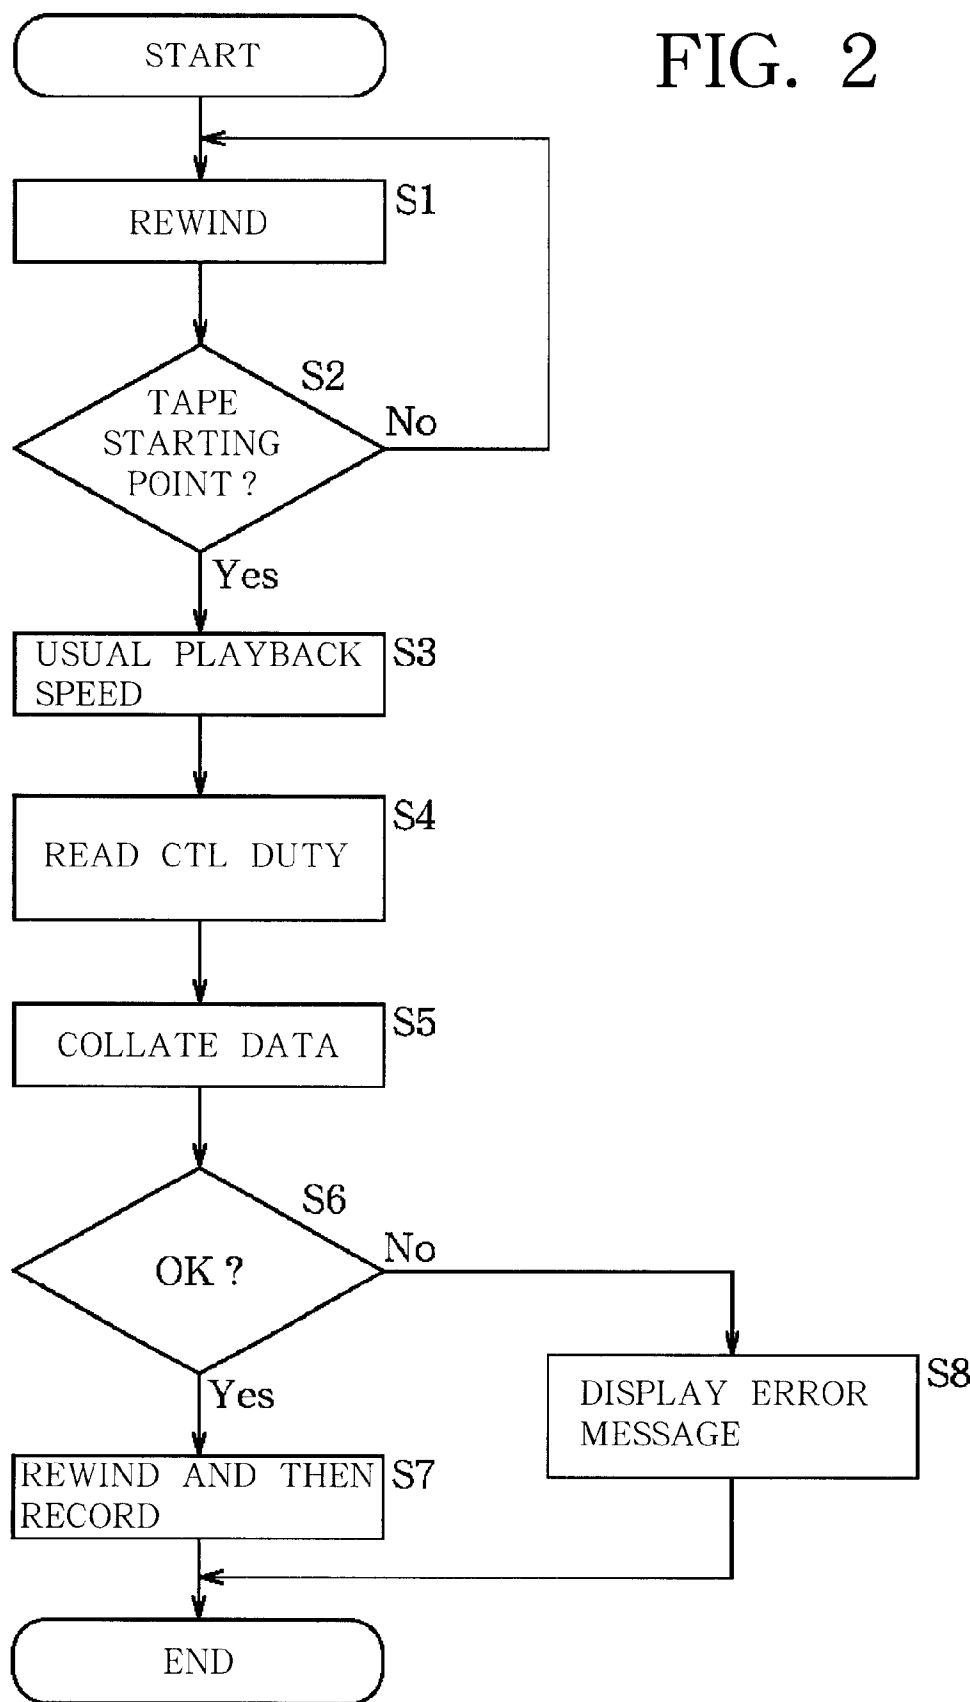 FIG. 2
START
REWIND
S1
S2
TAPE
STARTING
POINT ?
No
Yes
USUAL PLAYBACK
SPEED
S3
S4
READ CTL DUTY
COLLATE DATA
S5
S6
OK ?
No
Yes
DISPLAY ERROR
MESSAGE
S8
REWIND AND THEN
RECORD
S7
END